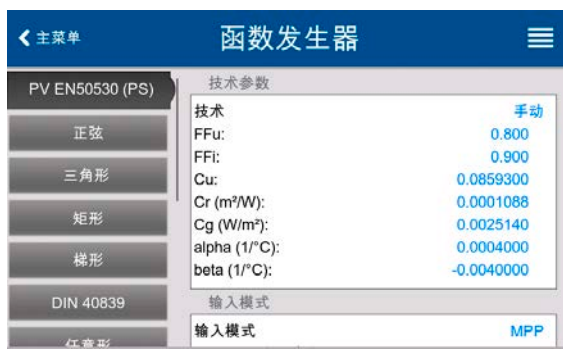 主菜单
函数发生器
PV EN50530 (PS)
正弦
三角形
矩形
梯形
DIN 40839
任意形
技术参数
技术 手动
FFu: 0.800
FFi: 0.900
Cu: 0.0859300
Cr (m²/W): 0.0001088
Cg (W/m²): 0.0025140
alpha (1/°C): 0.0004000
beta (1/°C): -0.0040000
输入模式
输入模式 MPP